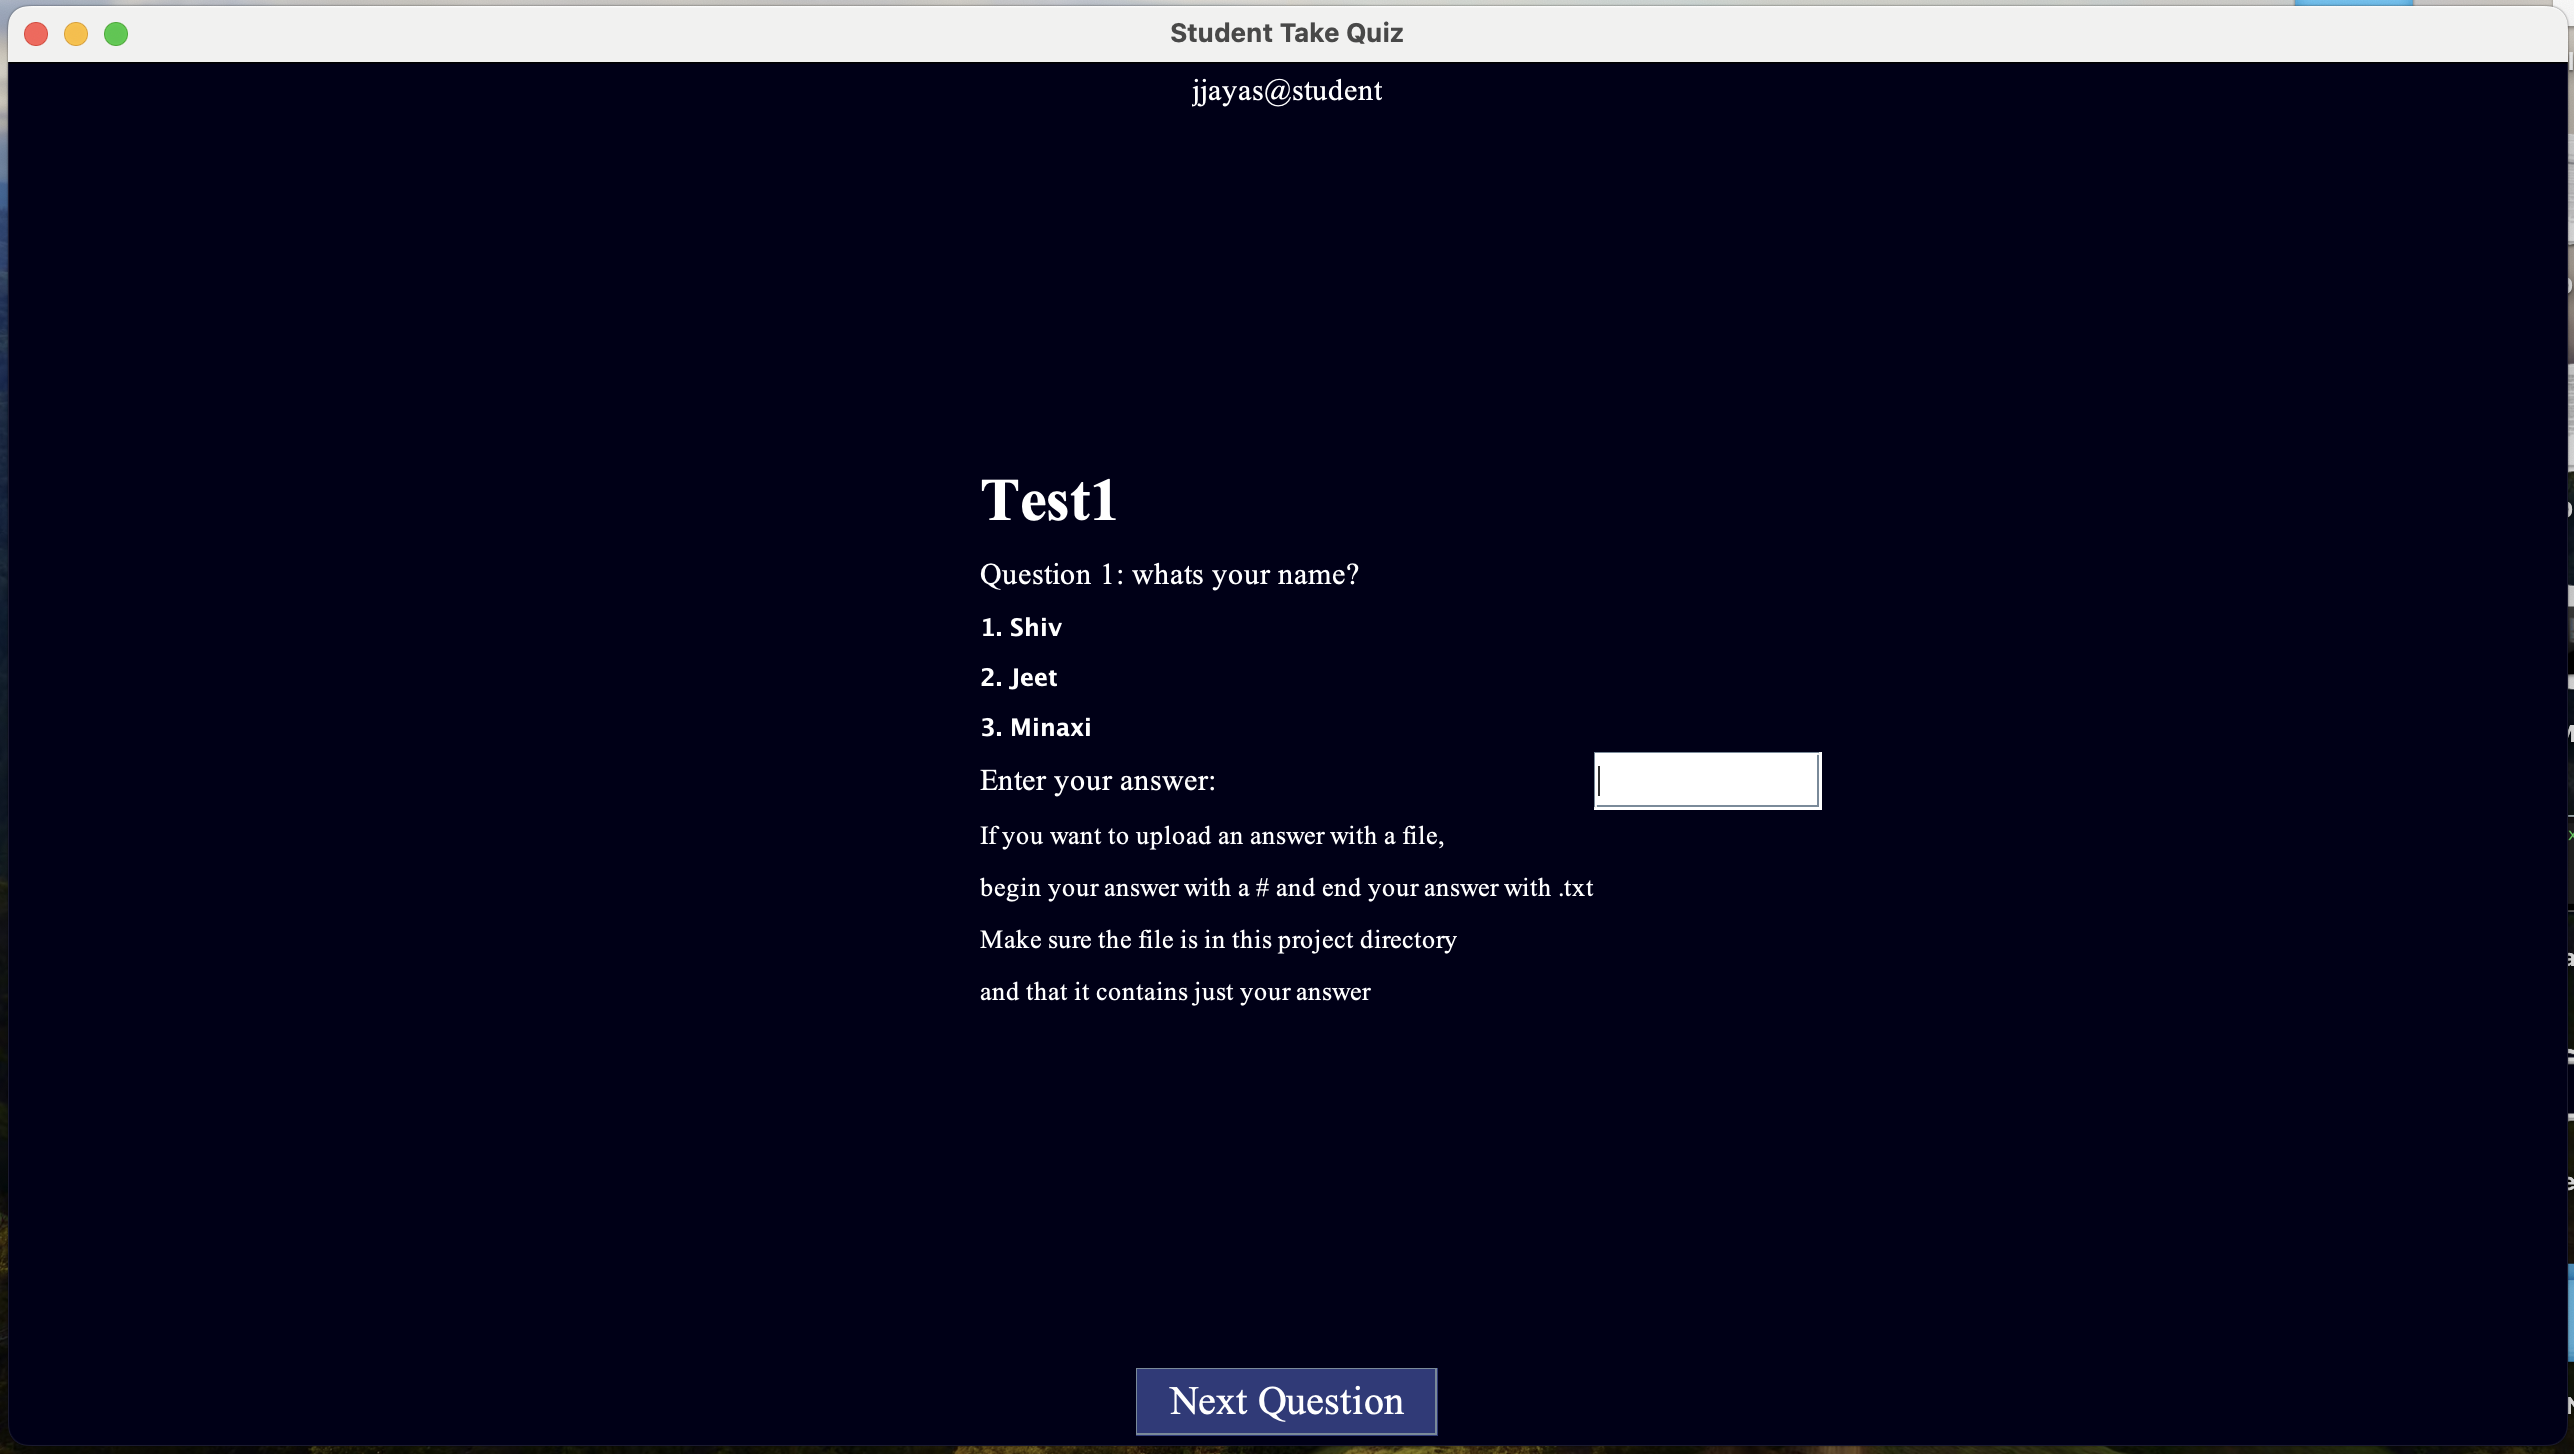 Student Take Quiz
jjayas@student
Test1
Question 1: whats your name?
1. Shiv
2. Jeet
3. Minaxi
Enter your answer:
If you want to upload an answer with a file,
begin your answer with a # and end your answer with .txt
Make sure the file is in this project directory
and that it contains just your answer
Next Question